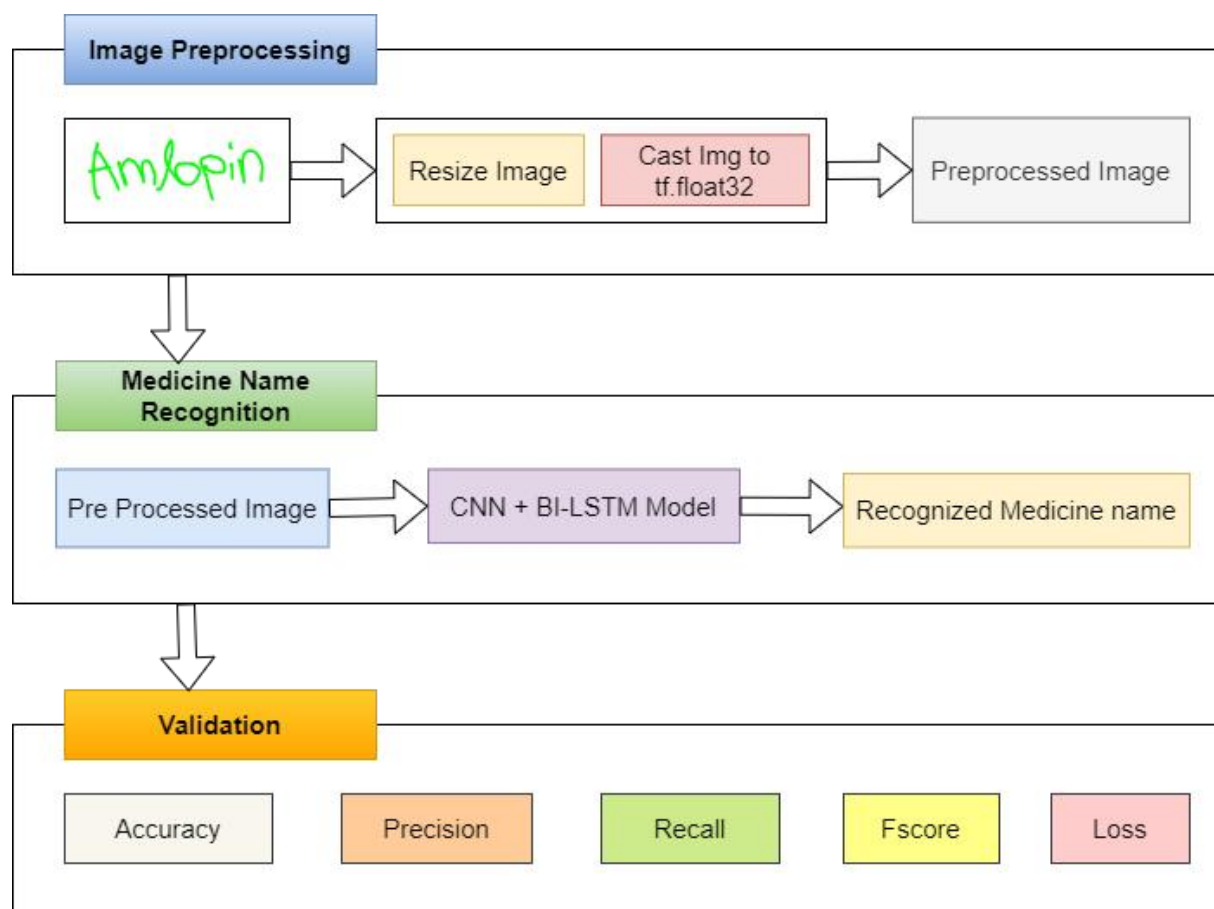 Image Preprocessing
Amlopin
Resize Image
Cast Img to
tf.float32
Preprocessed Image
Medicine Name
Recognition
Pre Processed Image
CNN + BI-LSTM Model
Recognized Medicine name
Validation
Accuracy
Precision
Recall
Fscore
Loss